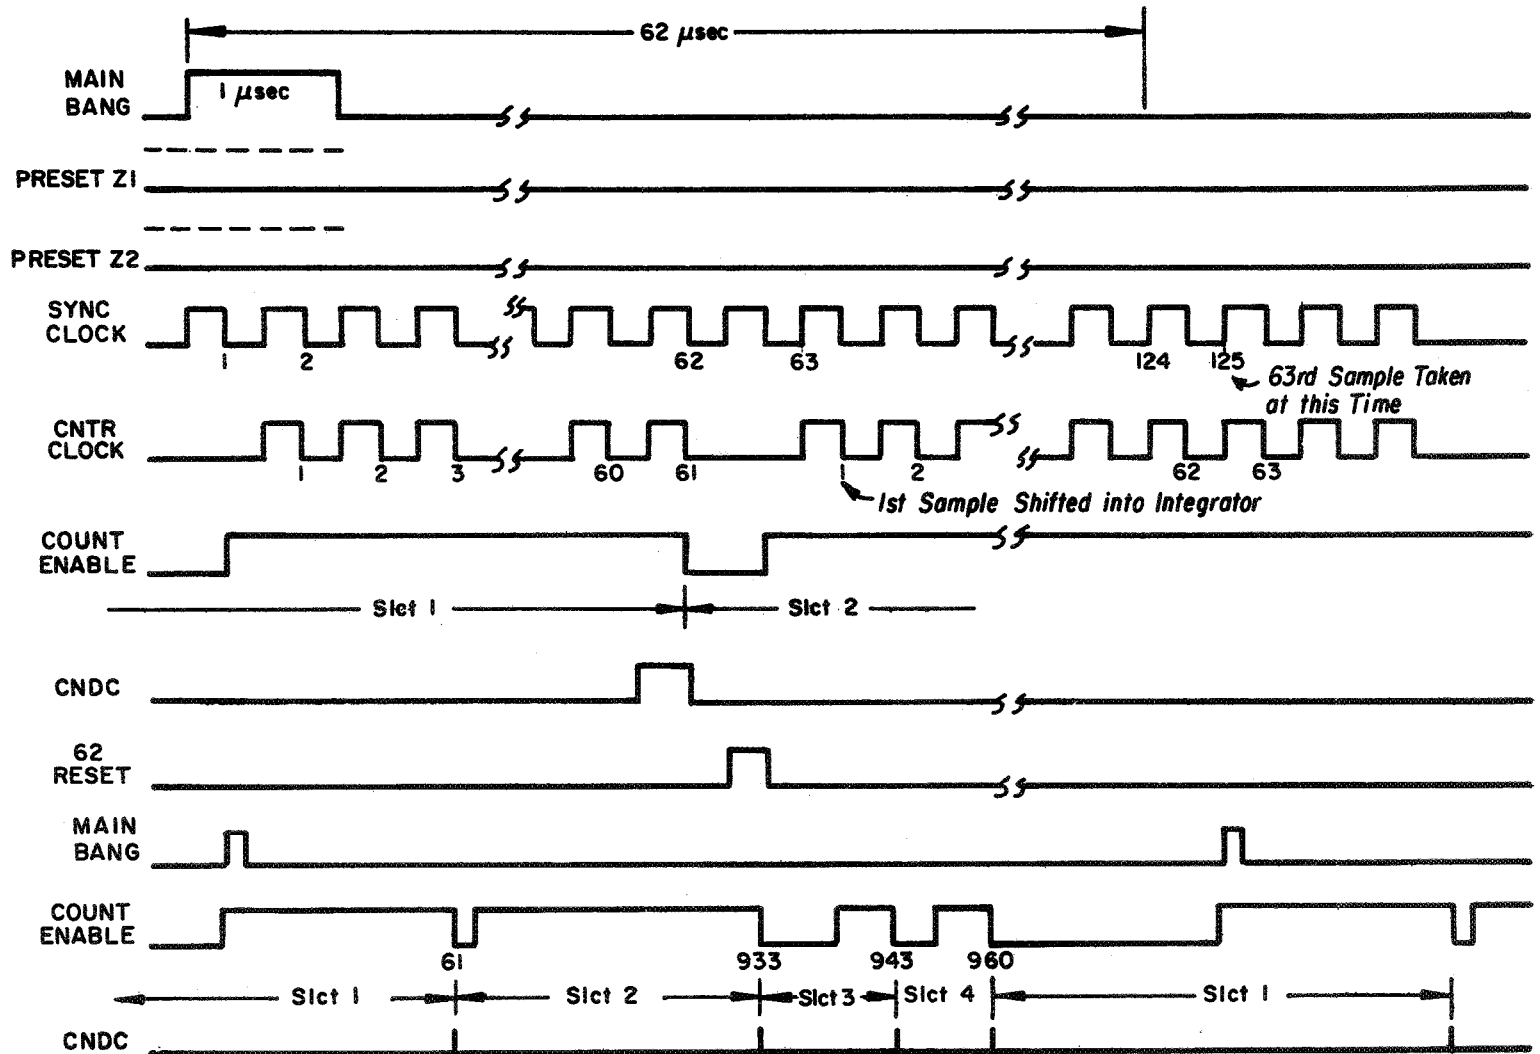 62 μsec
MAIN
BANG
1 μsec
PRESET Z1
PRESET Z2
SYNC
CLOCK
1 2 62 63 124 125
63rd Sample Taken
at this Time
CNTR
CLOCK
1 2 3 60 61 1 2 62 63
1st Sample Shifted into Integrator
COUNT
ENABLE
Slct 1 Slct 2
CNDC
62
RESET
MAIN
BANG
COUNT
ENABLE
61 933 943 960
Slct 1 Slct 2 Slct 3 Slct 4 Slct 1
CNDC